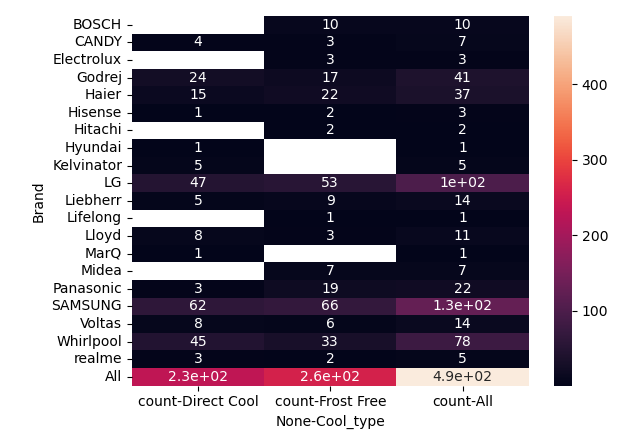 BOSCH 10 10
CANDY 4 3 7
Electrolux 3 3
Godrej 24 17 41
Haier 15 22 37
Hisense 1 2 3
Hitachi 2 2
Hyundai 1 1
Kelvinator 5 5
LG 47 53 1e+02
Liebherr 5 9 14
Lifelong 1 1
Lloyd 8 3 11
MarQ 1 1
Midea 7 7
Panasonic 3 19 22
SAMSUNG 62 66 1.3e+02
Voltas 8 6 14
Whirlpool 45 33 78
realme 3 2 5
All 2.3e+02 2.6e+02 4.9e+02
count-Direct Cool count-Frost Free count-All
None-Cool_type
Brand
400
300
200
100